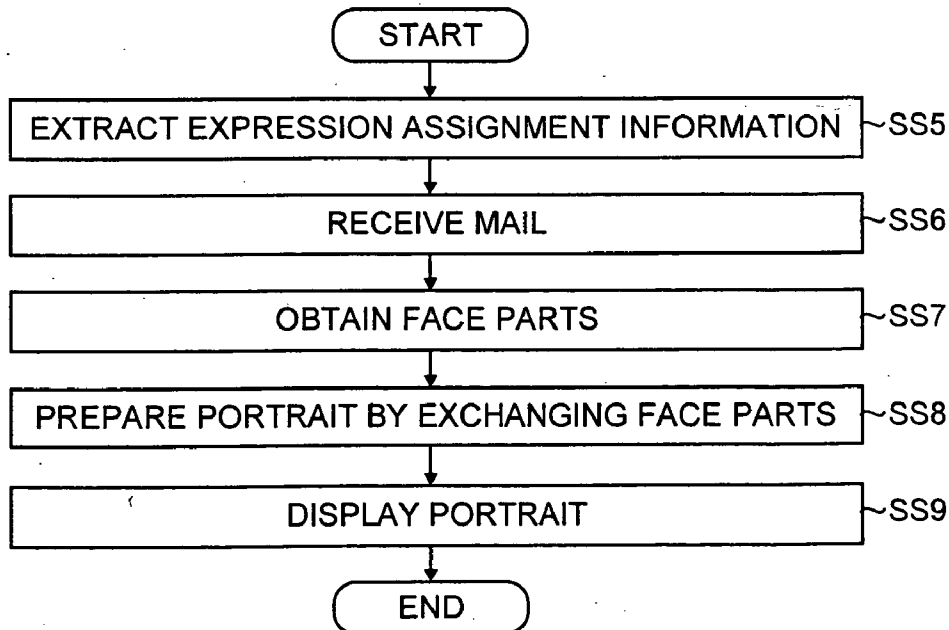 START
EXTRACT EXPRESSION ASSIGNMENT INFORMATION ~SS5
RECEIVE MAIL ~SS6
OBTAIN FACE PARTS ~SS7
PREPARE PORTRAIT BY EXCHANGING FACE PARTS ~SS8
DISPLAY PORTRAIT ~SS9
END